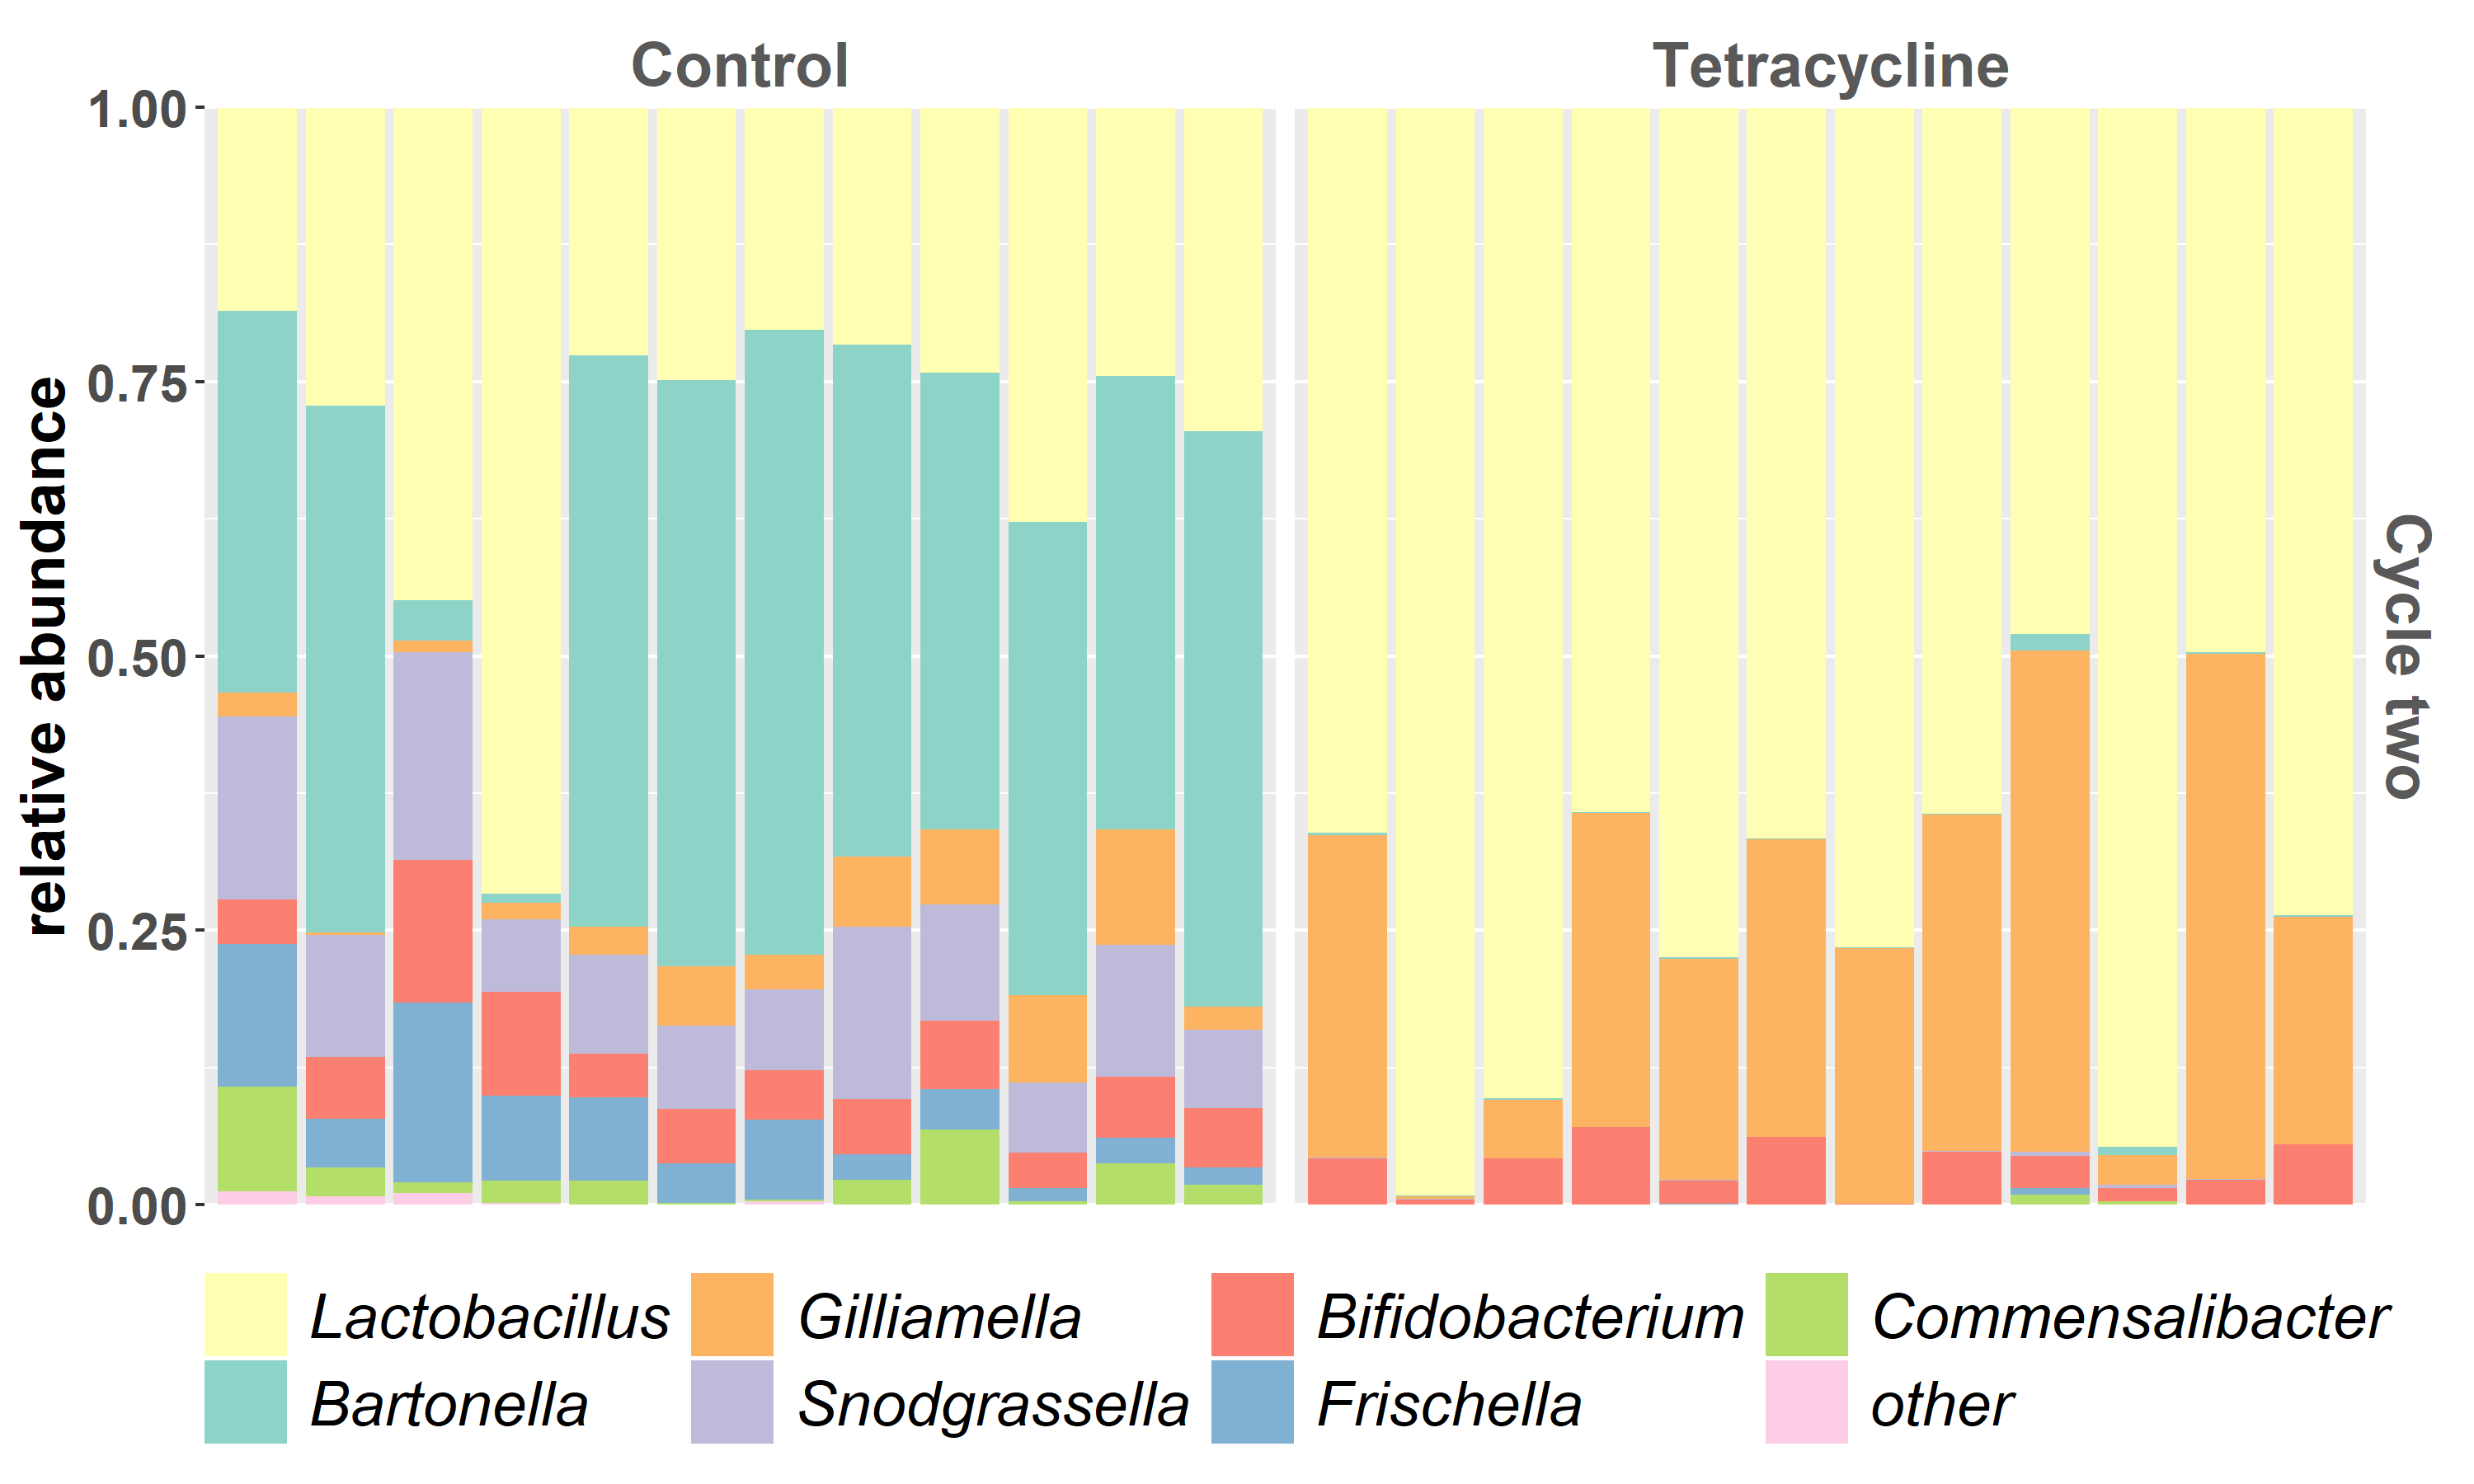 Control
Tetracycline
relative abundance
1.00
0.75
0.50
0.25
0.00
Cycle two
Lactobacillus
Gilliamella
Bifidobacterium
Commensalibacter
Bartonella
Snodgrassella
Frischella
other